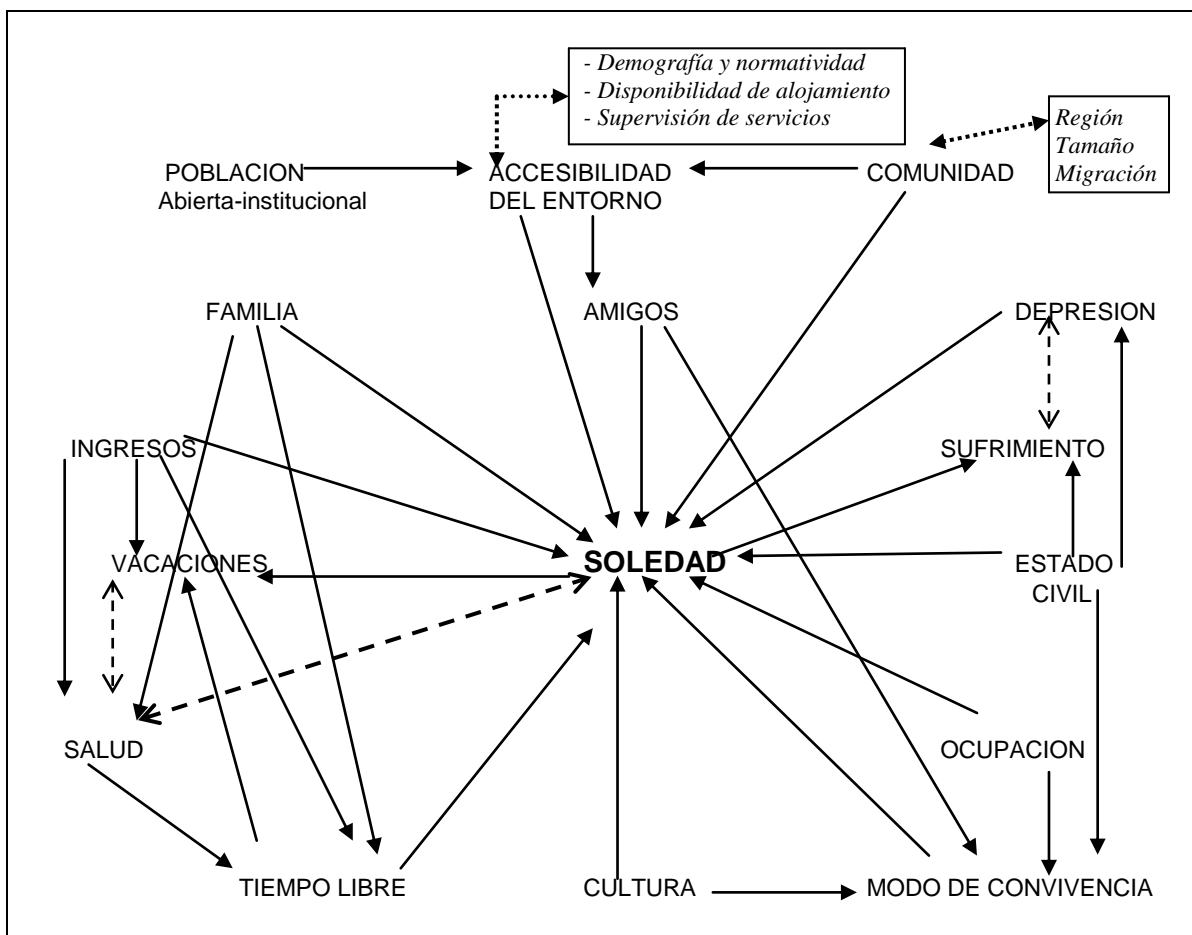 - Demografía y normatividad
- Disponibilidad de alojamiento
- Supervisión de servicios
Región
Tamaño
Migración
POBLACION
Abierta-institucional
ACCESIBILIDAD
DEL ENTORNO
COMUNIDAD
FAMILIA
AMIGOS
DEPRESION
INGRESOS
SUFRIMIENTO
VACACIONES
SOLEDAD
ESTADO
CIVIL
SALUD
OCUPACION
TIEMPO LIBRE
CULTURA
MODO DE CONVIVENCIA